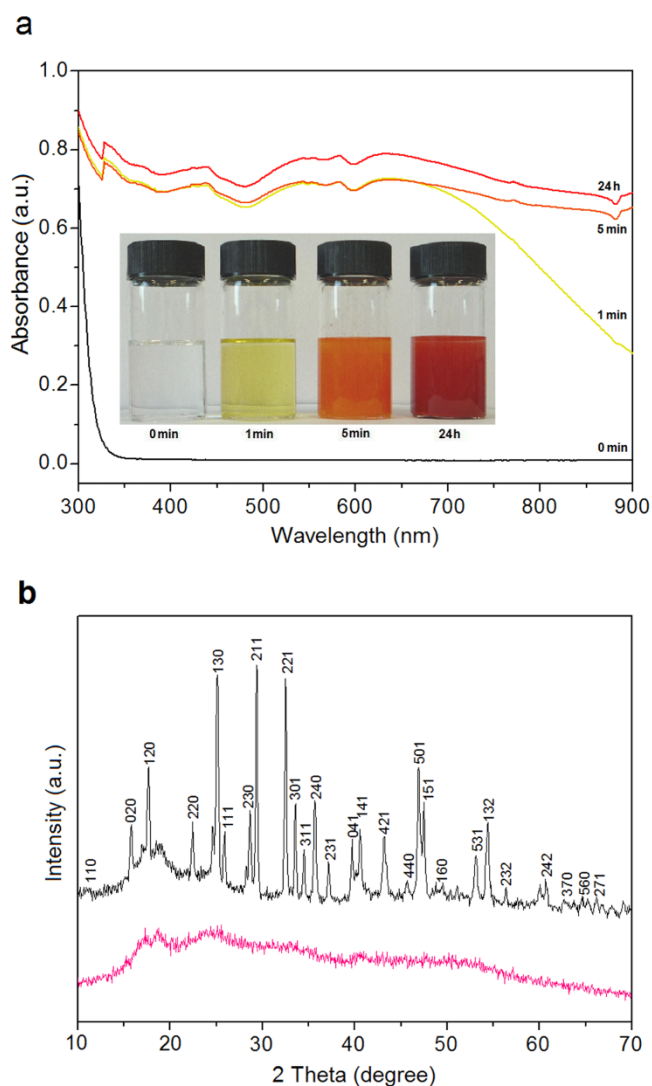 a
1.0
0.8
0.6
0.4
0.2
0.0
Absorbance (a.u.)
24 h
5 min
1 min
0 min
0 min 1 min 5 min 24 h
300 400 500 600 700 800 900
Wavelength (nm)
b
Intensity (a.u.)
110
020
120
220
130
111
230
211
221
301
311
240
231
041
141
421
440
501
151
160
531
132
232
242
370
560
271
10 20 30 40 50 60 70
2 Theta (degree)